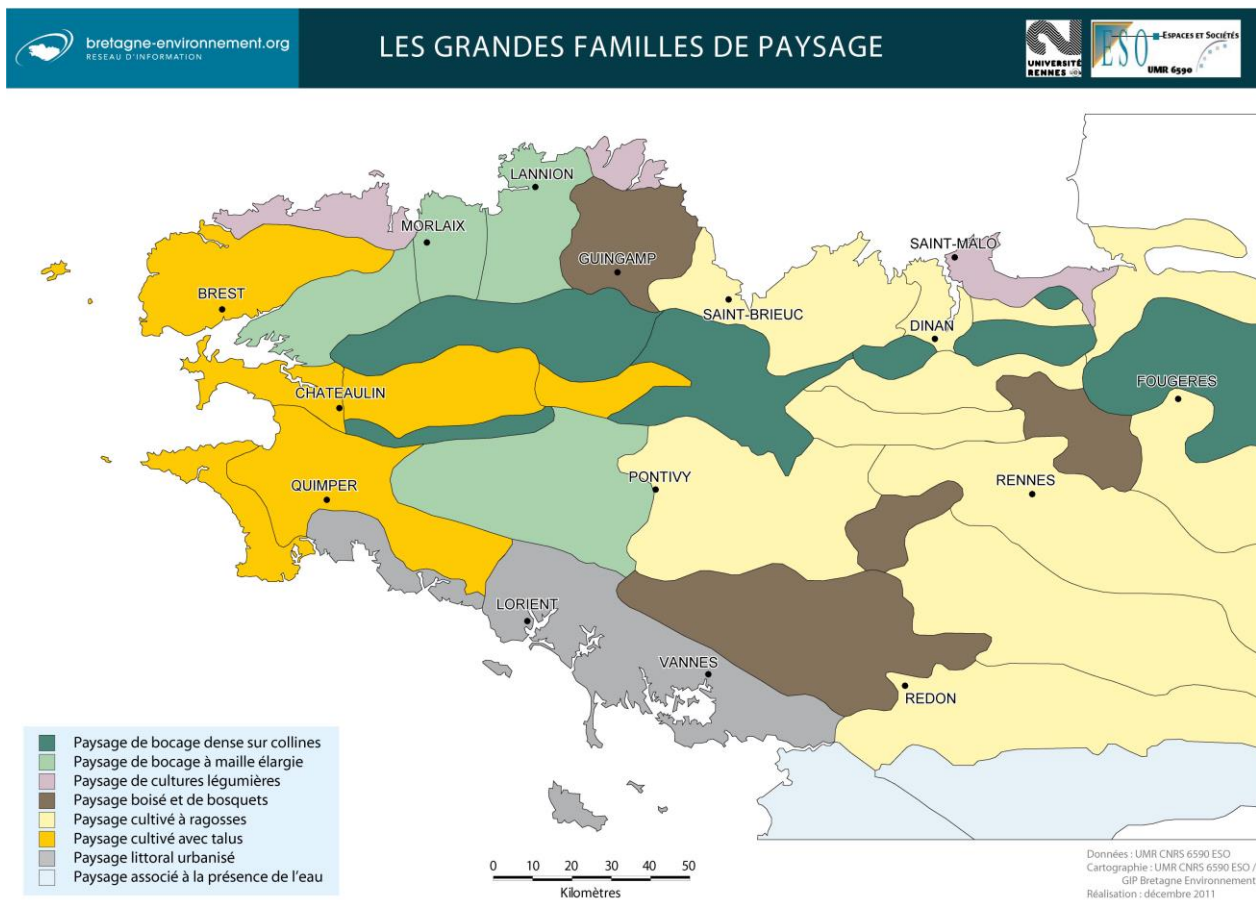 bretagne-environnement.org
RESEAU D'INFORMATION
LES GRANDES FAMILLES DE PAYSAGE
UNIVERSITÉ
RENNES
ESO
ESPACES ET SOCIÉTÉS
UMR 6590
LANNION
MORLAIX
SAINT-MALO
GUINGAMP
BREST
SAINT-BRIEUC
DINAN
CHATEAULIN
FOUGERES
QUIMPER
PONTIVY
RENNES
LORIENT
VANNES
REDON
Paysage de bocage dense sur collines
Paysage de bocage à maille élargie
Paysage de cultures légumières
Paysage boisé et de bosquets
Paysage cultivé à ragosses
Paysage cultivé avec talus
Paysage littoral urbanisé
Paysage associé à la présence de l'eau
0 10 20 30 40 50
Kilomètres
Données : UMR CNRS 6590 ESO
Cartographie : UMR CNRS 6590 ESO /
GIP Bretagne Environnement
Réalisation : décembre 2011